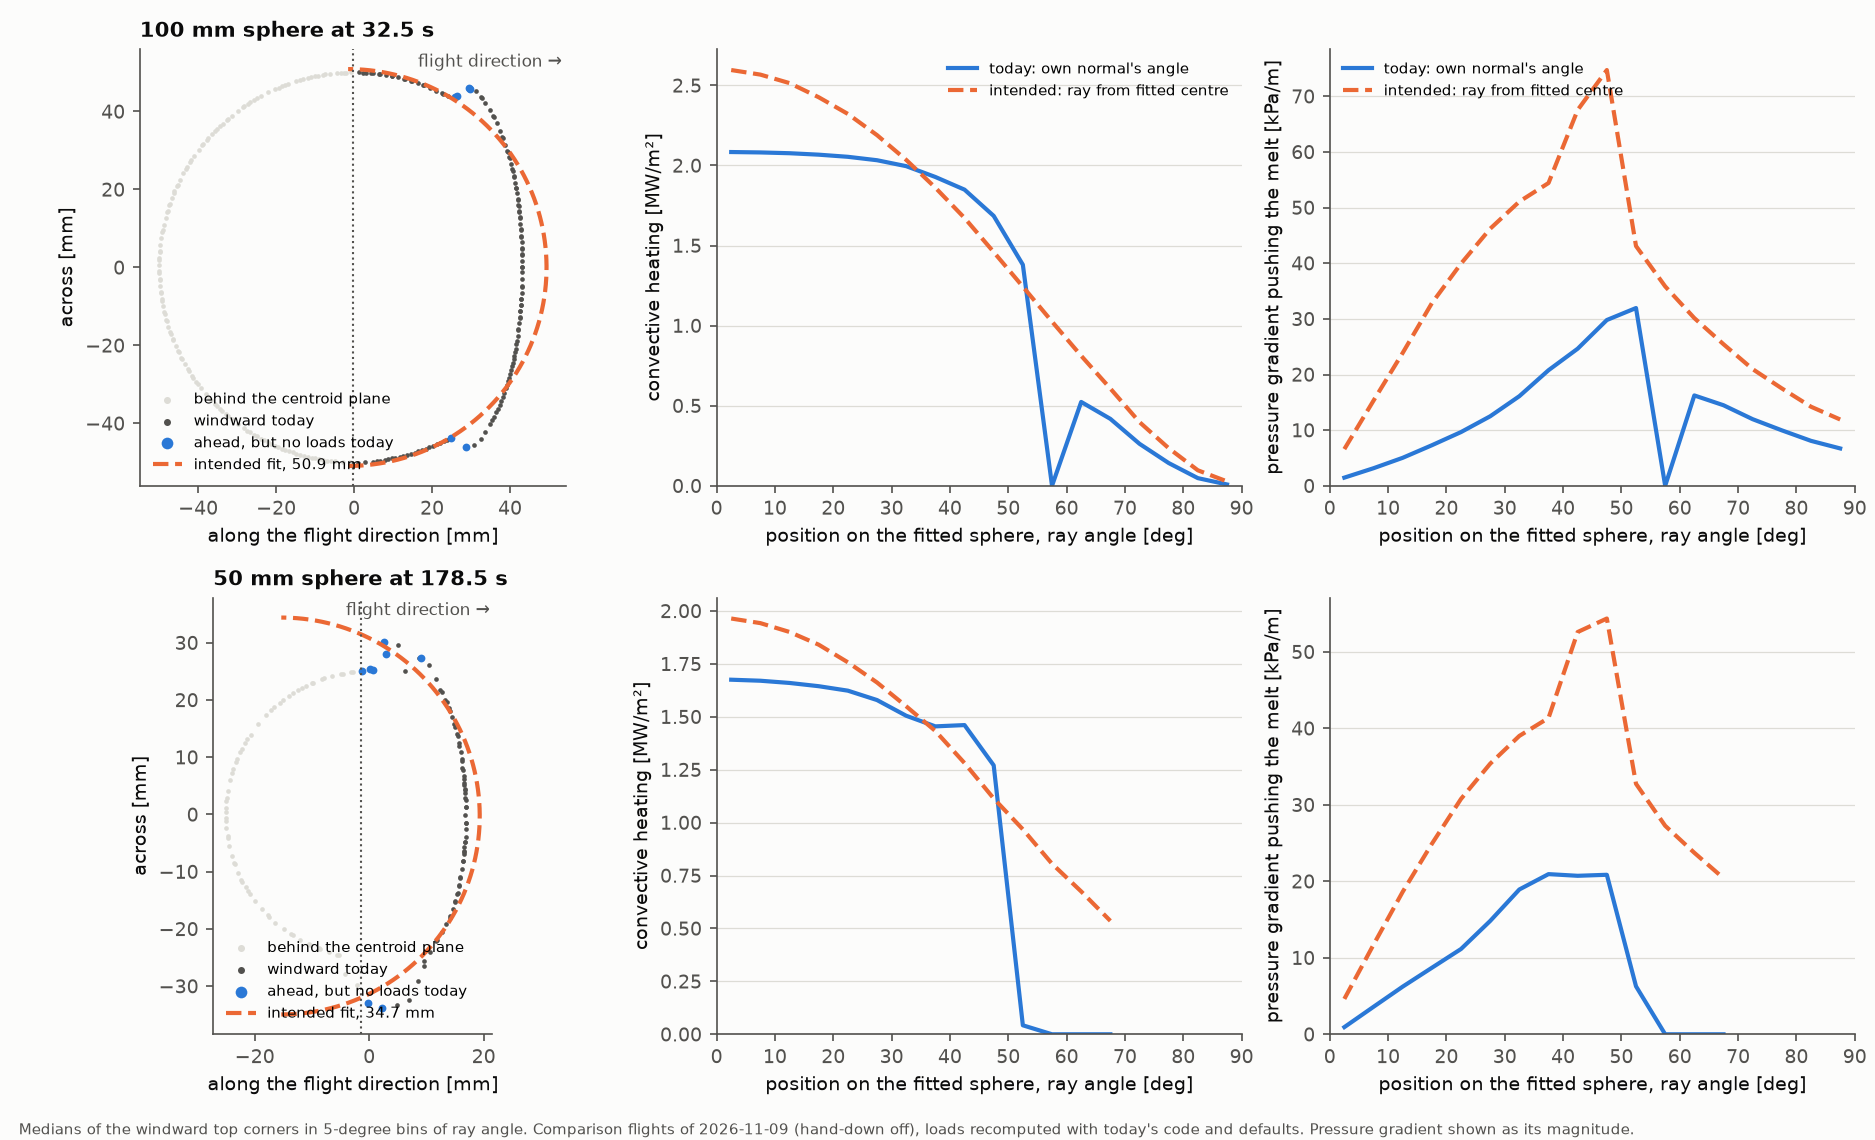 100 mm sphere at 32.5 s
flight direction →
across [mm]
40
20
0
−20
−40
behind the centroid plane
windward today
ahead, but no loads today
intended fit, 50.9 mm
−40 −20 0 20 40
along the flight direction [mm]
convective heating [MW/m²]
2.5
2.0
1.5
1.0
0.5
0.0
today: own normal's angle
intended: ray from fitted centre
0 10 20 30 40 50 60 70 80 90
position on the fitted sphere, ray angle [deg]
pressure gradient pushing the melt [kPa/m]
70
60
50
40
30
20
10
0
today: own normal's angle
intended: ray from fitted centre
0 10 20 30 40 50 60 70 80 90
position on the fitted sphere, ray angle [deg]
50 mm sphere at 178.5 s
flight direction →
across [mm]
30
20
10
0
−10
−20
−30
behind the centroid plane
windward today
ahead, but no loads today
intended fit, 34.7 mm
−20 0 20
along the flight direction [mm]
convective heating [MW/m²]
2.00
1.75
1.50
1.25
1.00
0.75
0.50
0.25
0.00
0 10 20 30 40 50 60 70 80 90
position on the fitted sphere, ray angle [deg]
pressure gradient pushing the melt [kPa/m]
50
40
30
20
10
0
0 10 20 30 40 50 60 70 80 90
position on the fitted sphere, ray angle [deg]
Medians of the windward top corners in 5-degree bins of ray angle. Comparison flights of 2026-11-09 (hand-down off), loads recomputed with today's code and defaults. Pressure gradient shown as its magnitude.